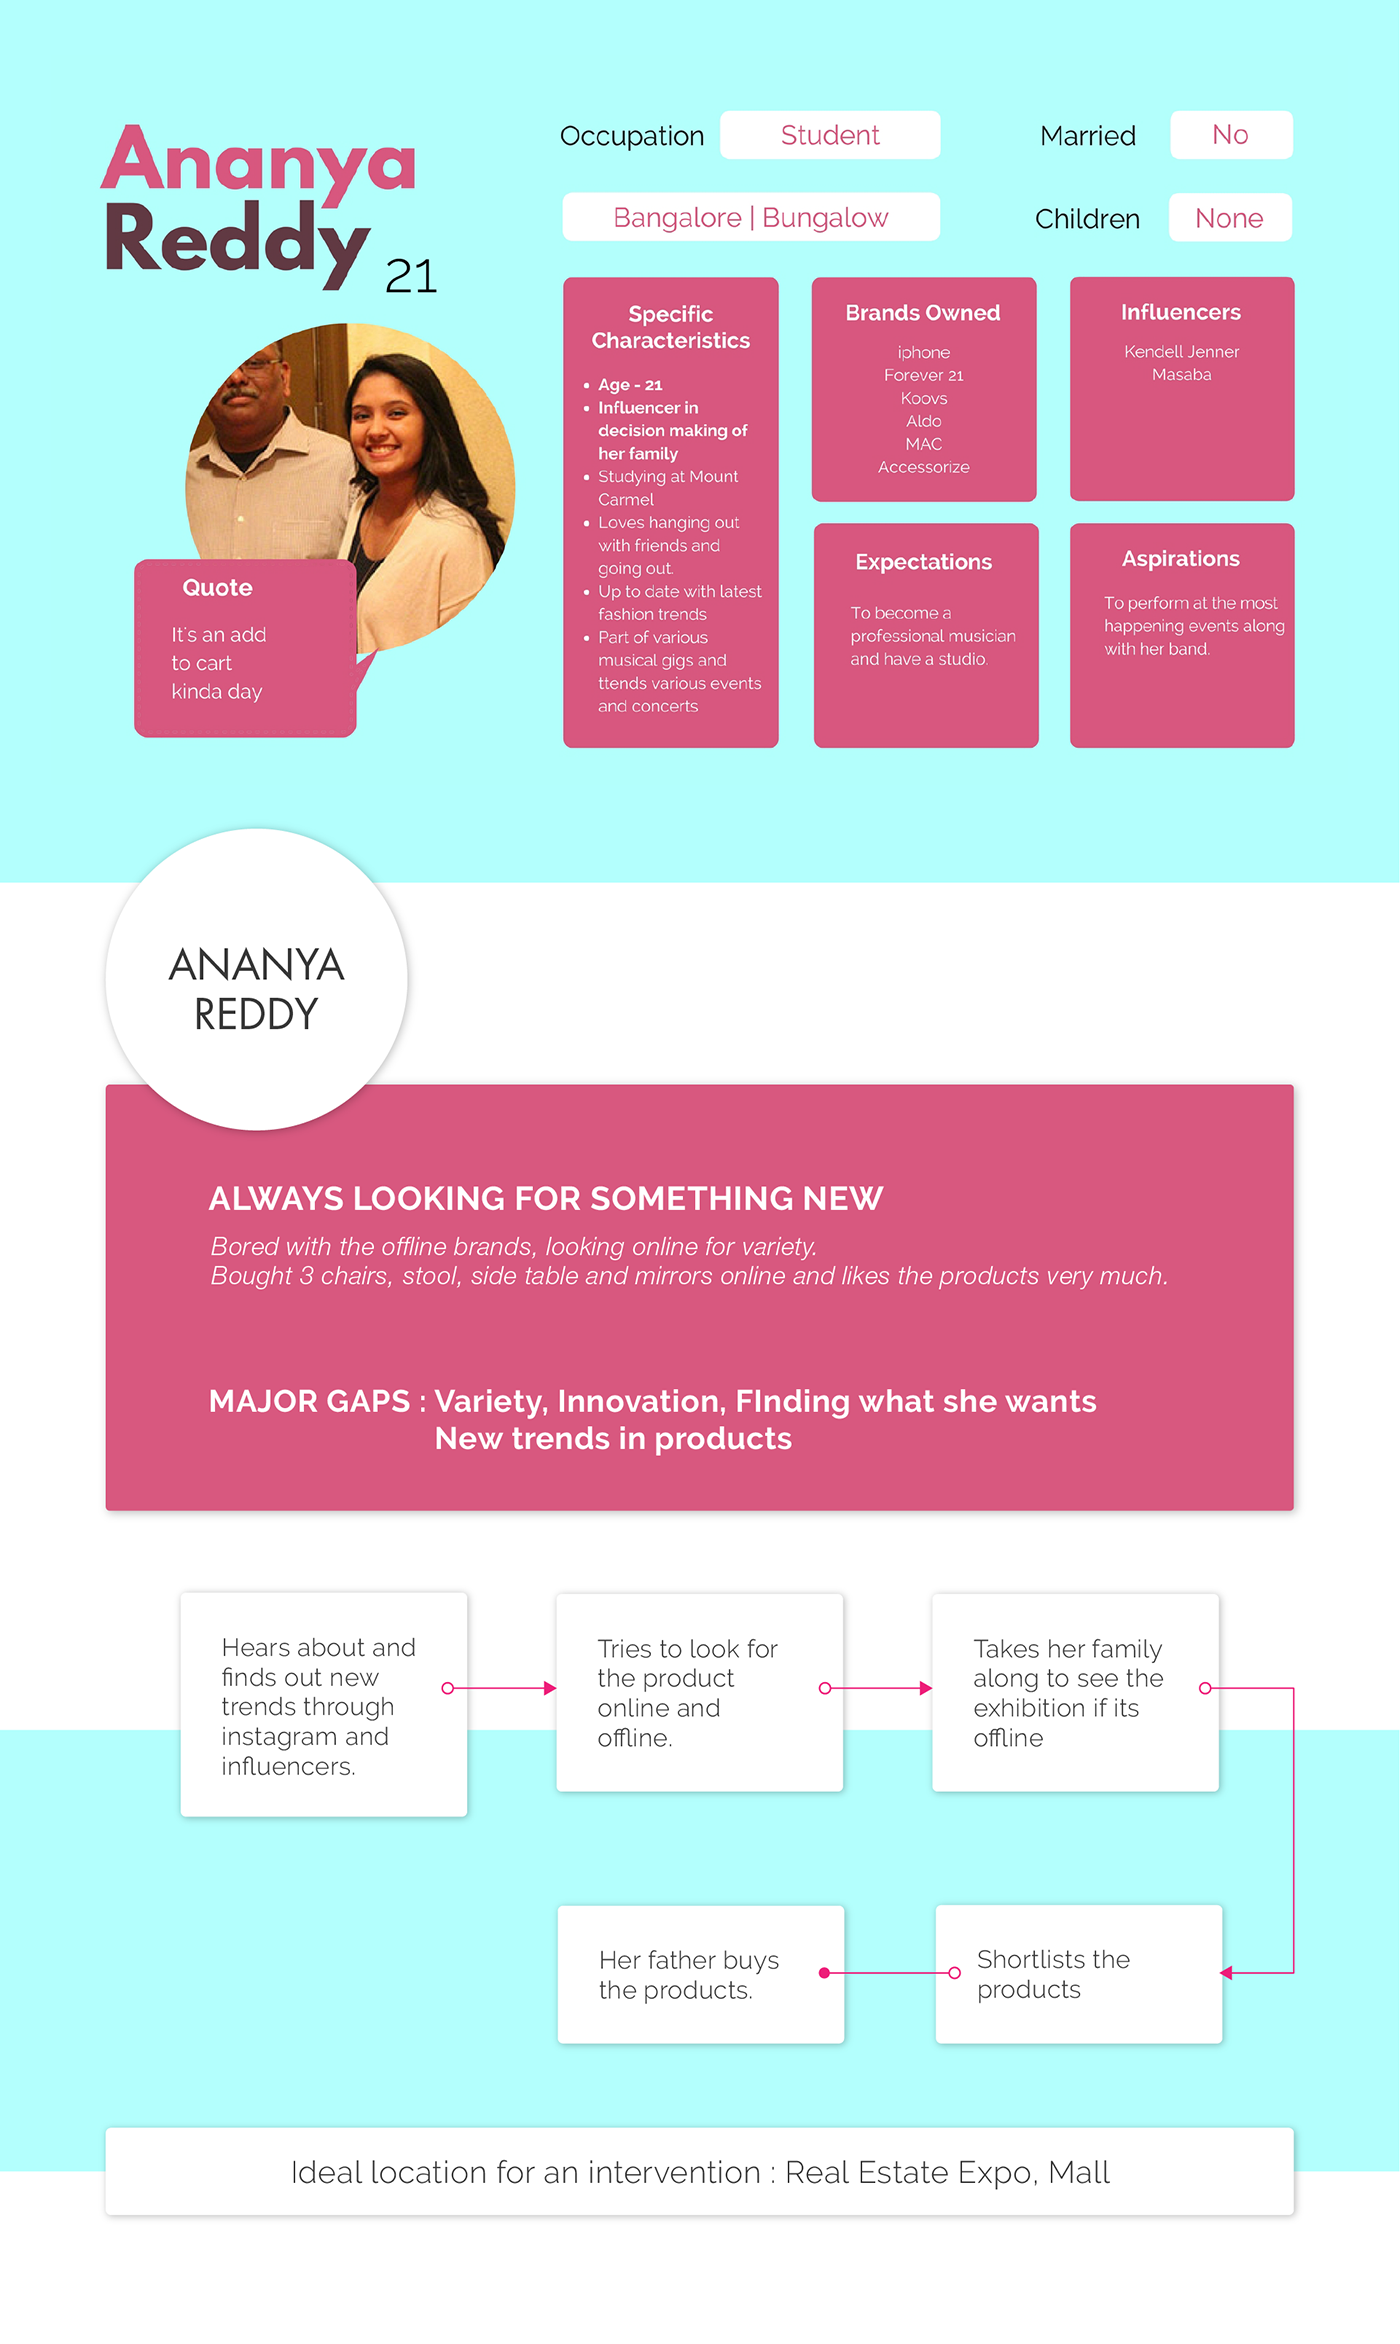 Ananya
Reddy 21
Occupation Student
Married No
Bangalore | Bungalow
Children None
Quote
It's an add
to cart
kinda day
Specific
Characteristics
• Age - 21
• Influencer in
decision making of
her family
• Studying at Mount
Carmel
• Loves hanging out
with friends and
going out.
• Up to date with latest
fashion trends
• Part of various
musical gigs and
ttends various events
and concerts
Brands Owned
iphone
Forever 21
Koovs
Aldo
MAC
Accessorize
Influencers
Kendell Jenner
Masaba
Expectations
To become a
professional musician
and have a studio.
Aspirations
To perform at the most
happening events along
with her band.
ANANYA
REDDY
ALWAYS LOOKING FOR SOMETHING NEW
Bored with the offline brands, looking online for variety.
Bought 3 chairs, stool, side table and mirrors online and likes the products very much.
MAJOR GAPS : Variety, Innovation, FInding what she wants
New trends in products
Hears about and
finds out new
trends through
instagram and
influencers.
Tries to look for
the product
online and
offline.
Takes her family
along to see the
exhibition if its
offline
Shortlists the
products
Her father buys
the products.
Ideal location for an intervention : Real Estate Expo, Mall